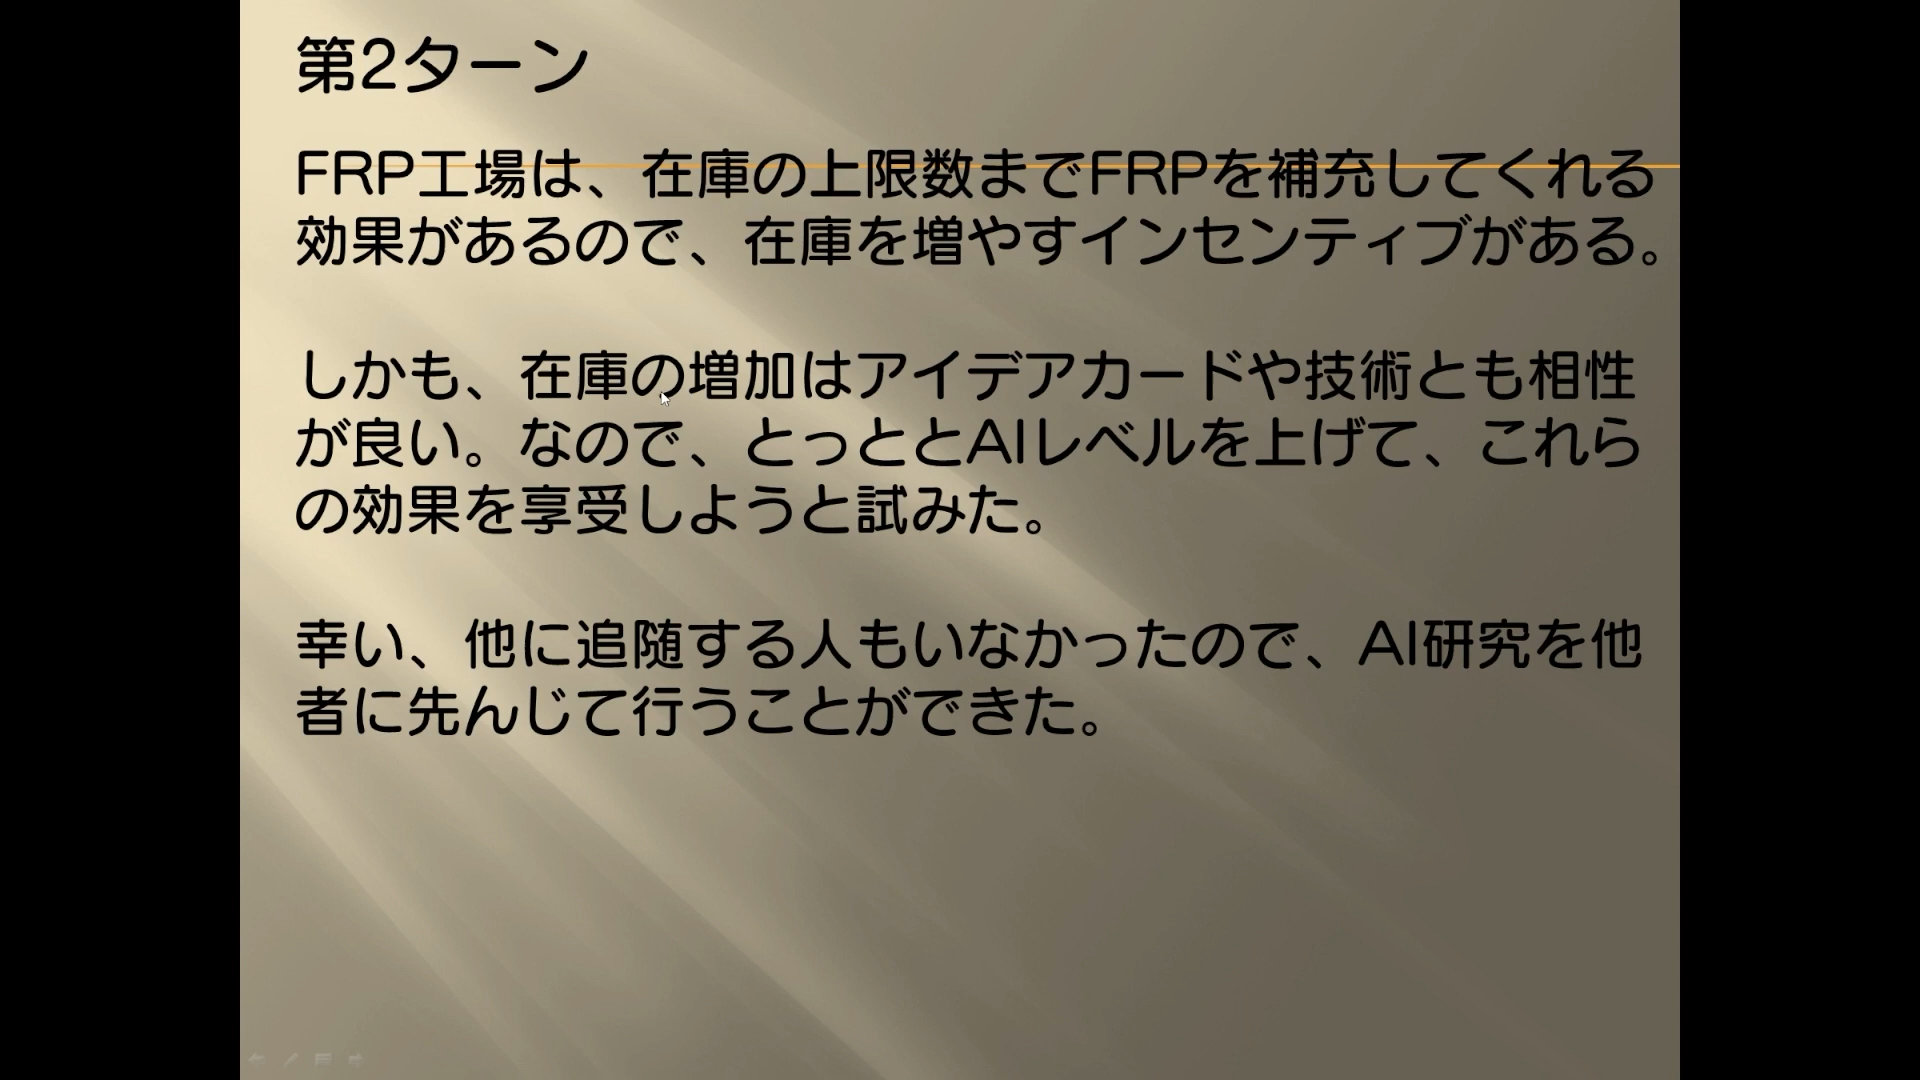 第2ターン
FRP工場は、在庫の上限数までFRPを補充してくれる
効果があるので、在庫を増やすインセンティブがある。
しかも、在庫の増加はアイデアカードや技術とも相性
が良い。なので、とっととAIレベルを上げて、これら
の効果を享受しようと試みた。
幸い、他に追随する人もいなかったので、AI研究を他
者に先んじて行うことができた。